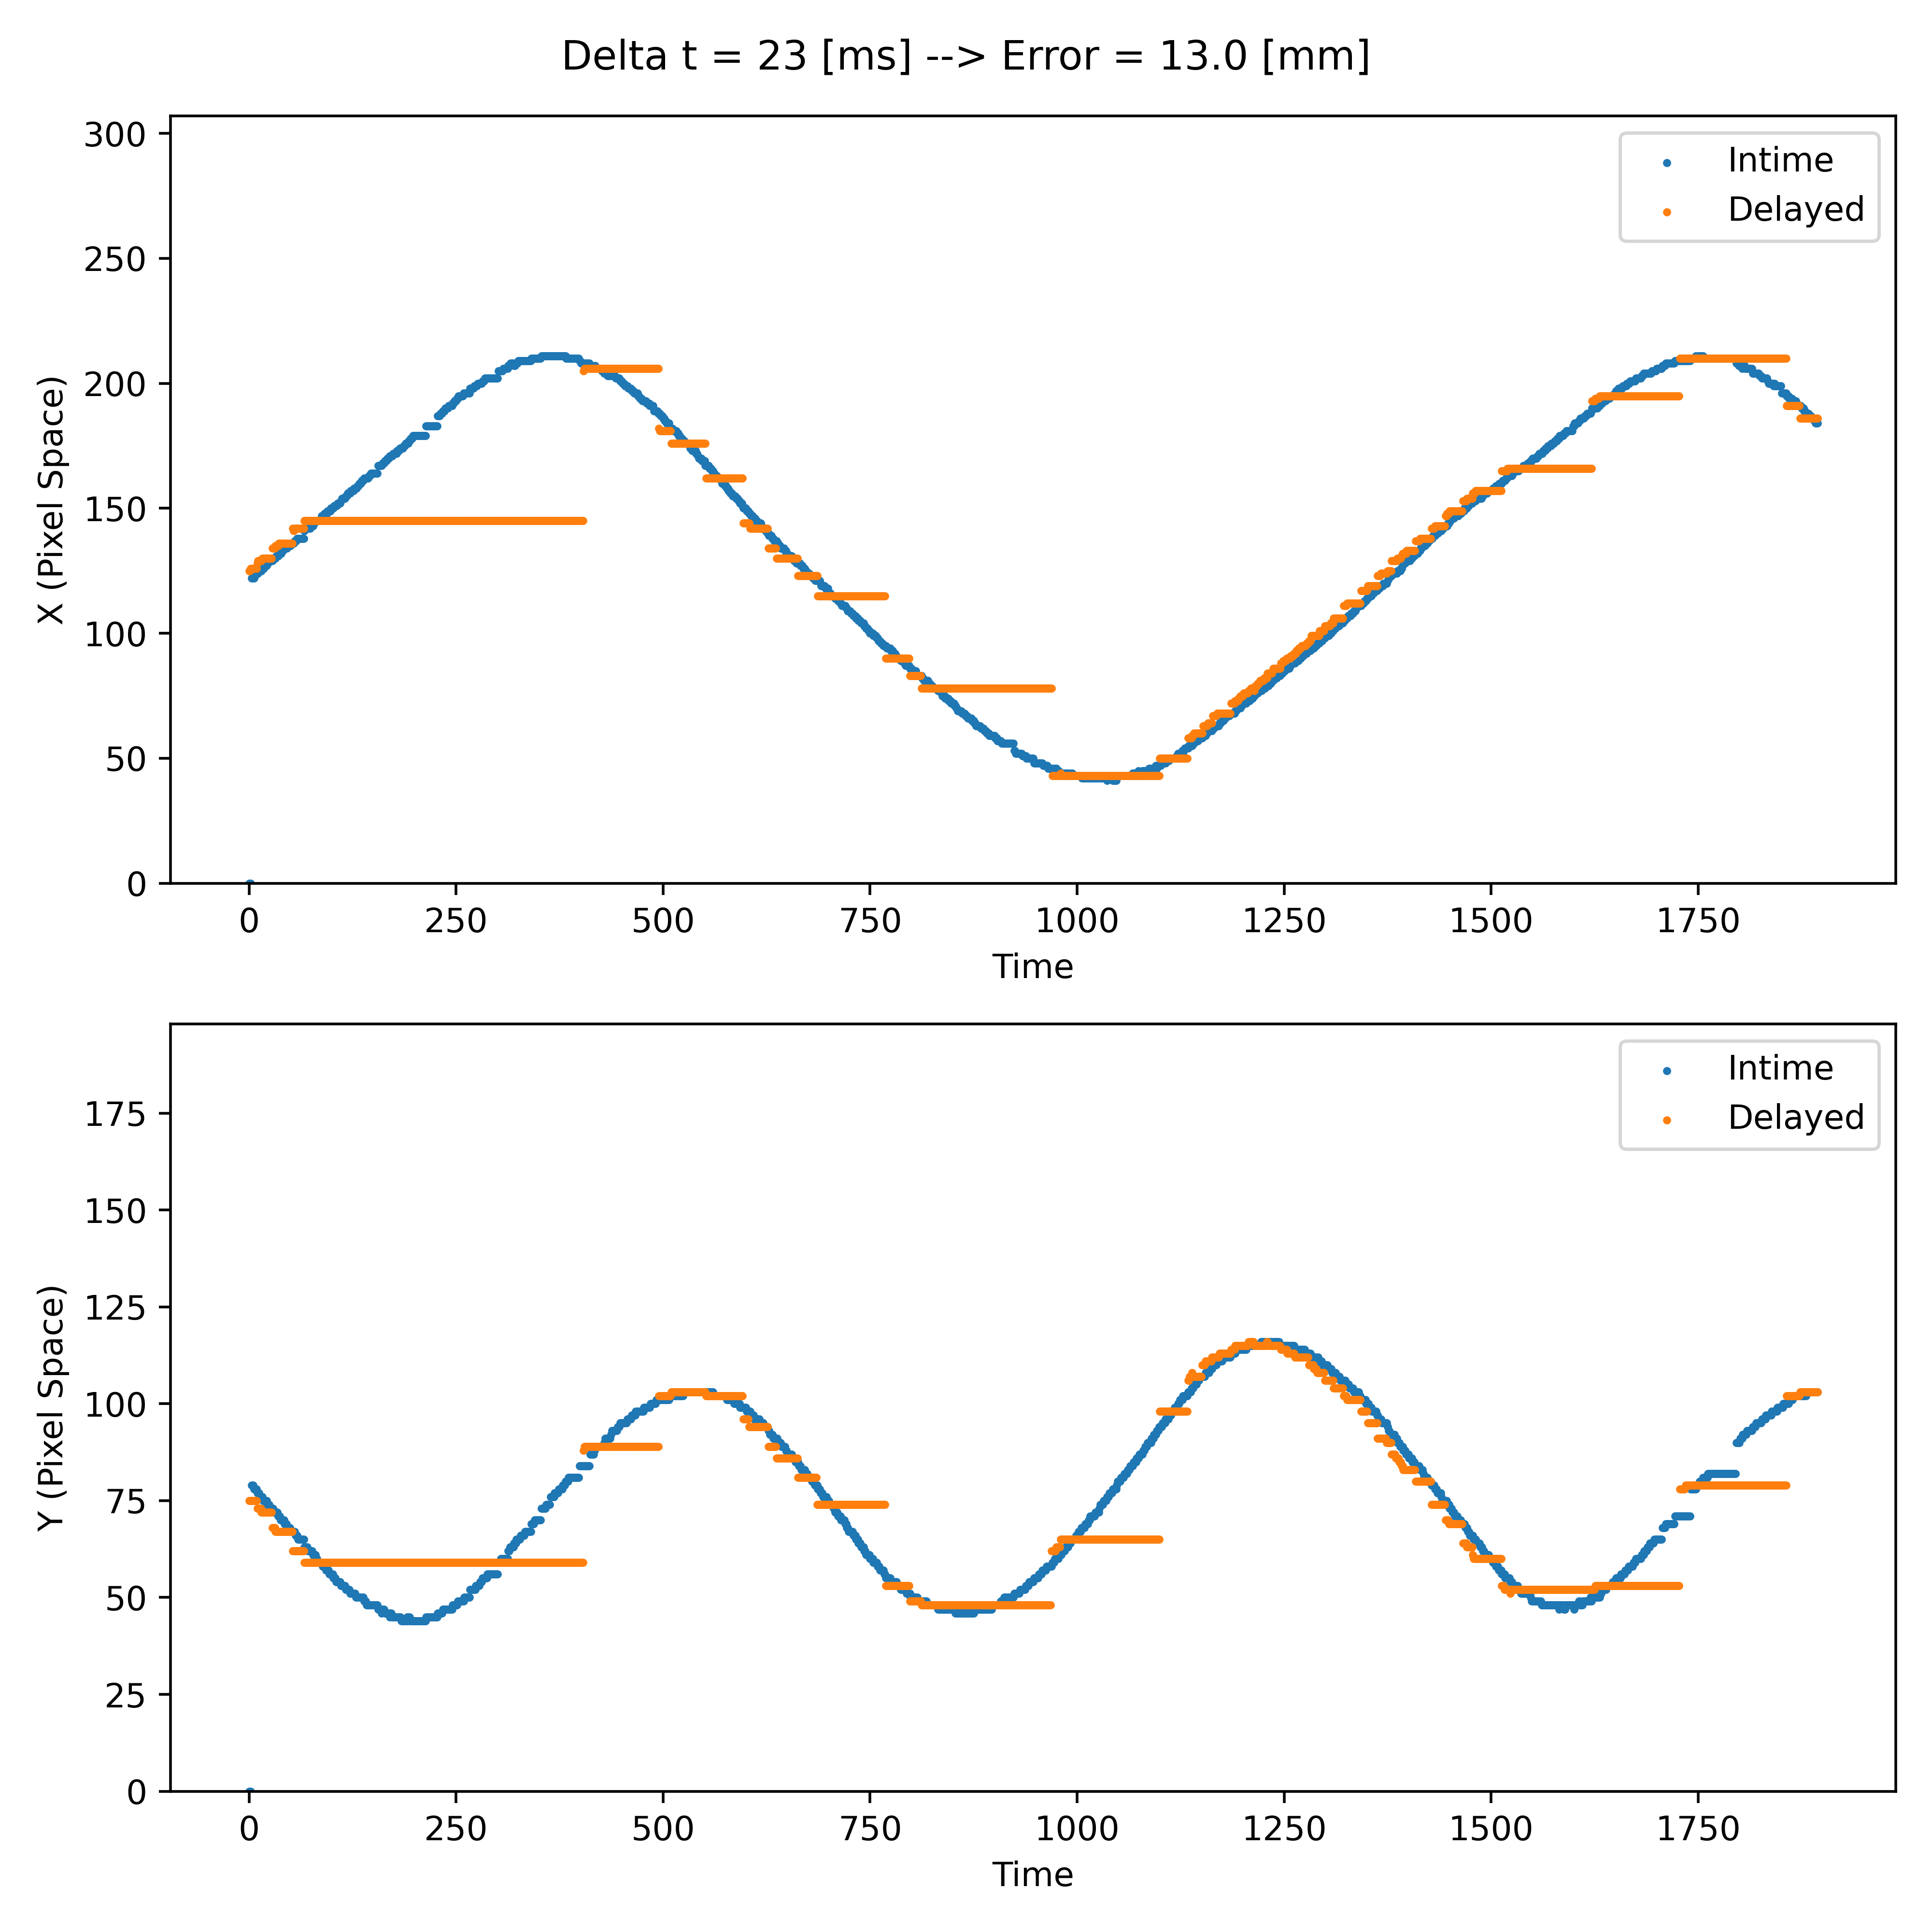 Delta t = 23 [ms] --> Error = 13.0 [mm]
300
250
200
150
100
50
0
X (Pixel Space)
Intime
Delayed
0 250 500 750 1000 1250 1500 1750
Time
175
150
125
100
75
50
25
0
Y (Pixel Space)
Intime
Delayed
0 250 500 750 1000 1250 1500 1750
Time